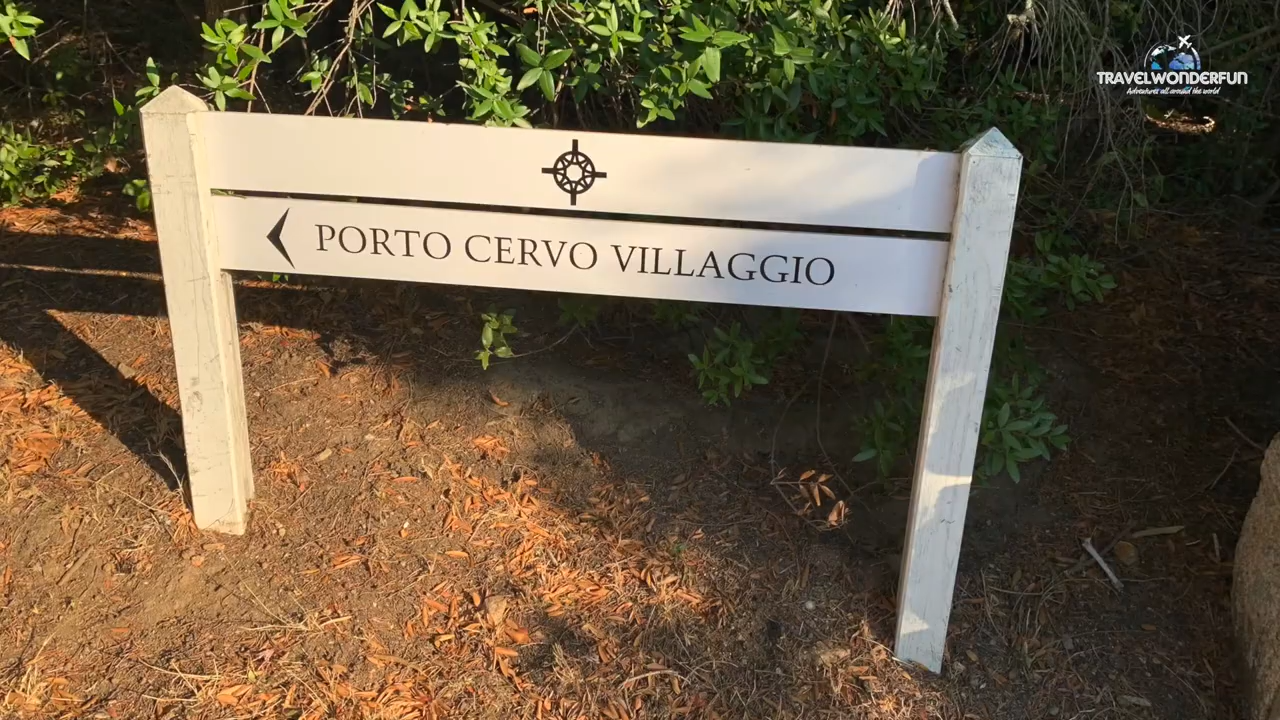 TRAVELWONDERFUN
Adventures all around the world
PORTO CERVO VILLAGGIO